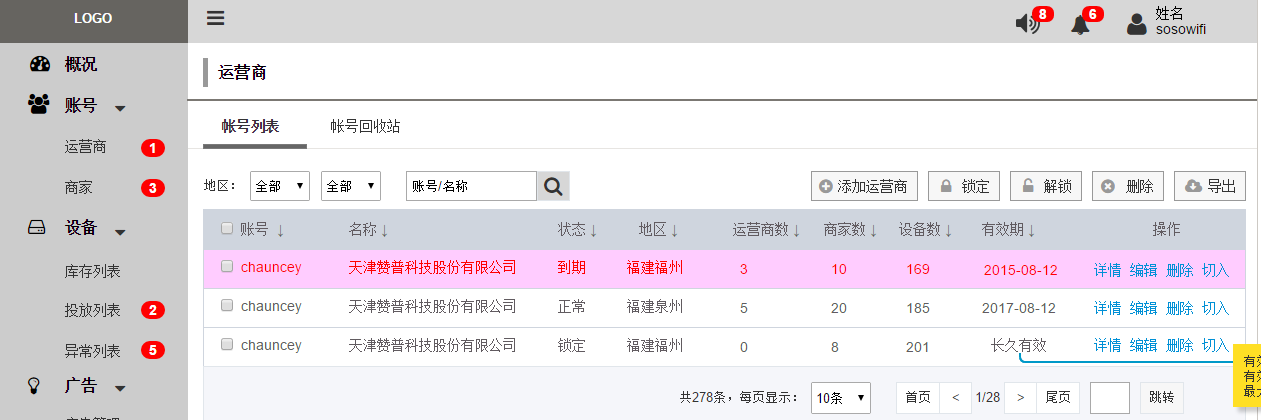 LOGO
8
6
姓名
sosowifi
概况
账号
运营商 1
商家 3
设备
库存列表
投放列表 2
异常列表 5
广告
运营商
帐号列表 帐号回收站
地区： 全部 全部 账号/名称 添加运营商 锁定 解锁 删除 导出
账号 ↓ 名称 ↓ 状态 ↓ 地区 ↓ 运营商数 ↓ 商家数 ↓ 设备数 ↓ 有效期 ↓ 操作
chauncey 天津赞普科技股份有限公司 到期 福建福州 3 10 169 2015-08-12 详情 编辑 删除 切入
chauncey 天津赞普科技股份有限公司 正常 福建泉州 5 20 185 2017-08-12 详情 编辑 删除 切入
chauncey 天津赞普科技股份有限公司 锁定 福建福州 0 8 201 长久有效 详情 编辑 删除 切入
共278条，每页显示： 10条 首页 < 1/28 > 尾页 跳转